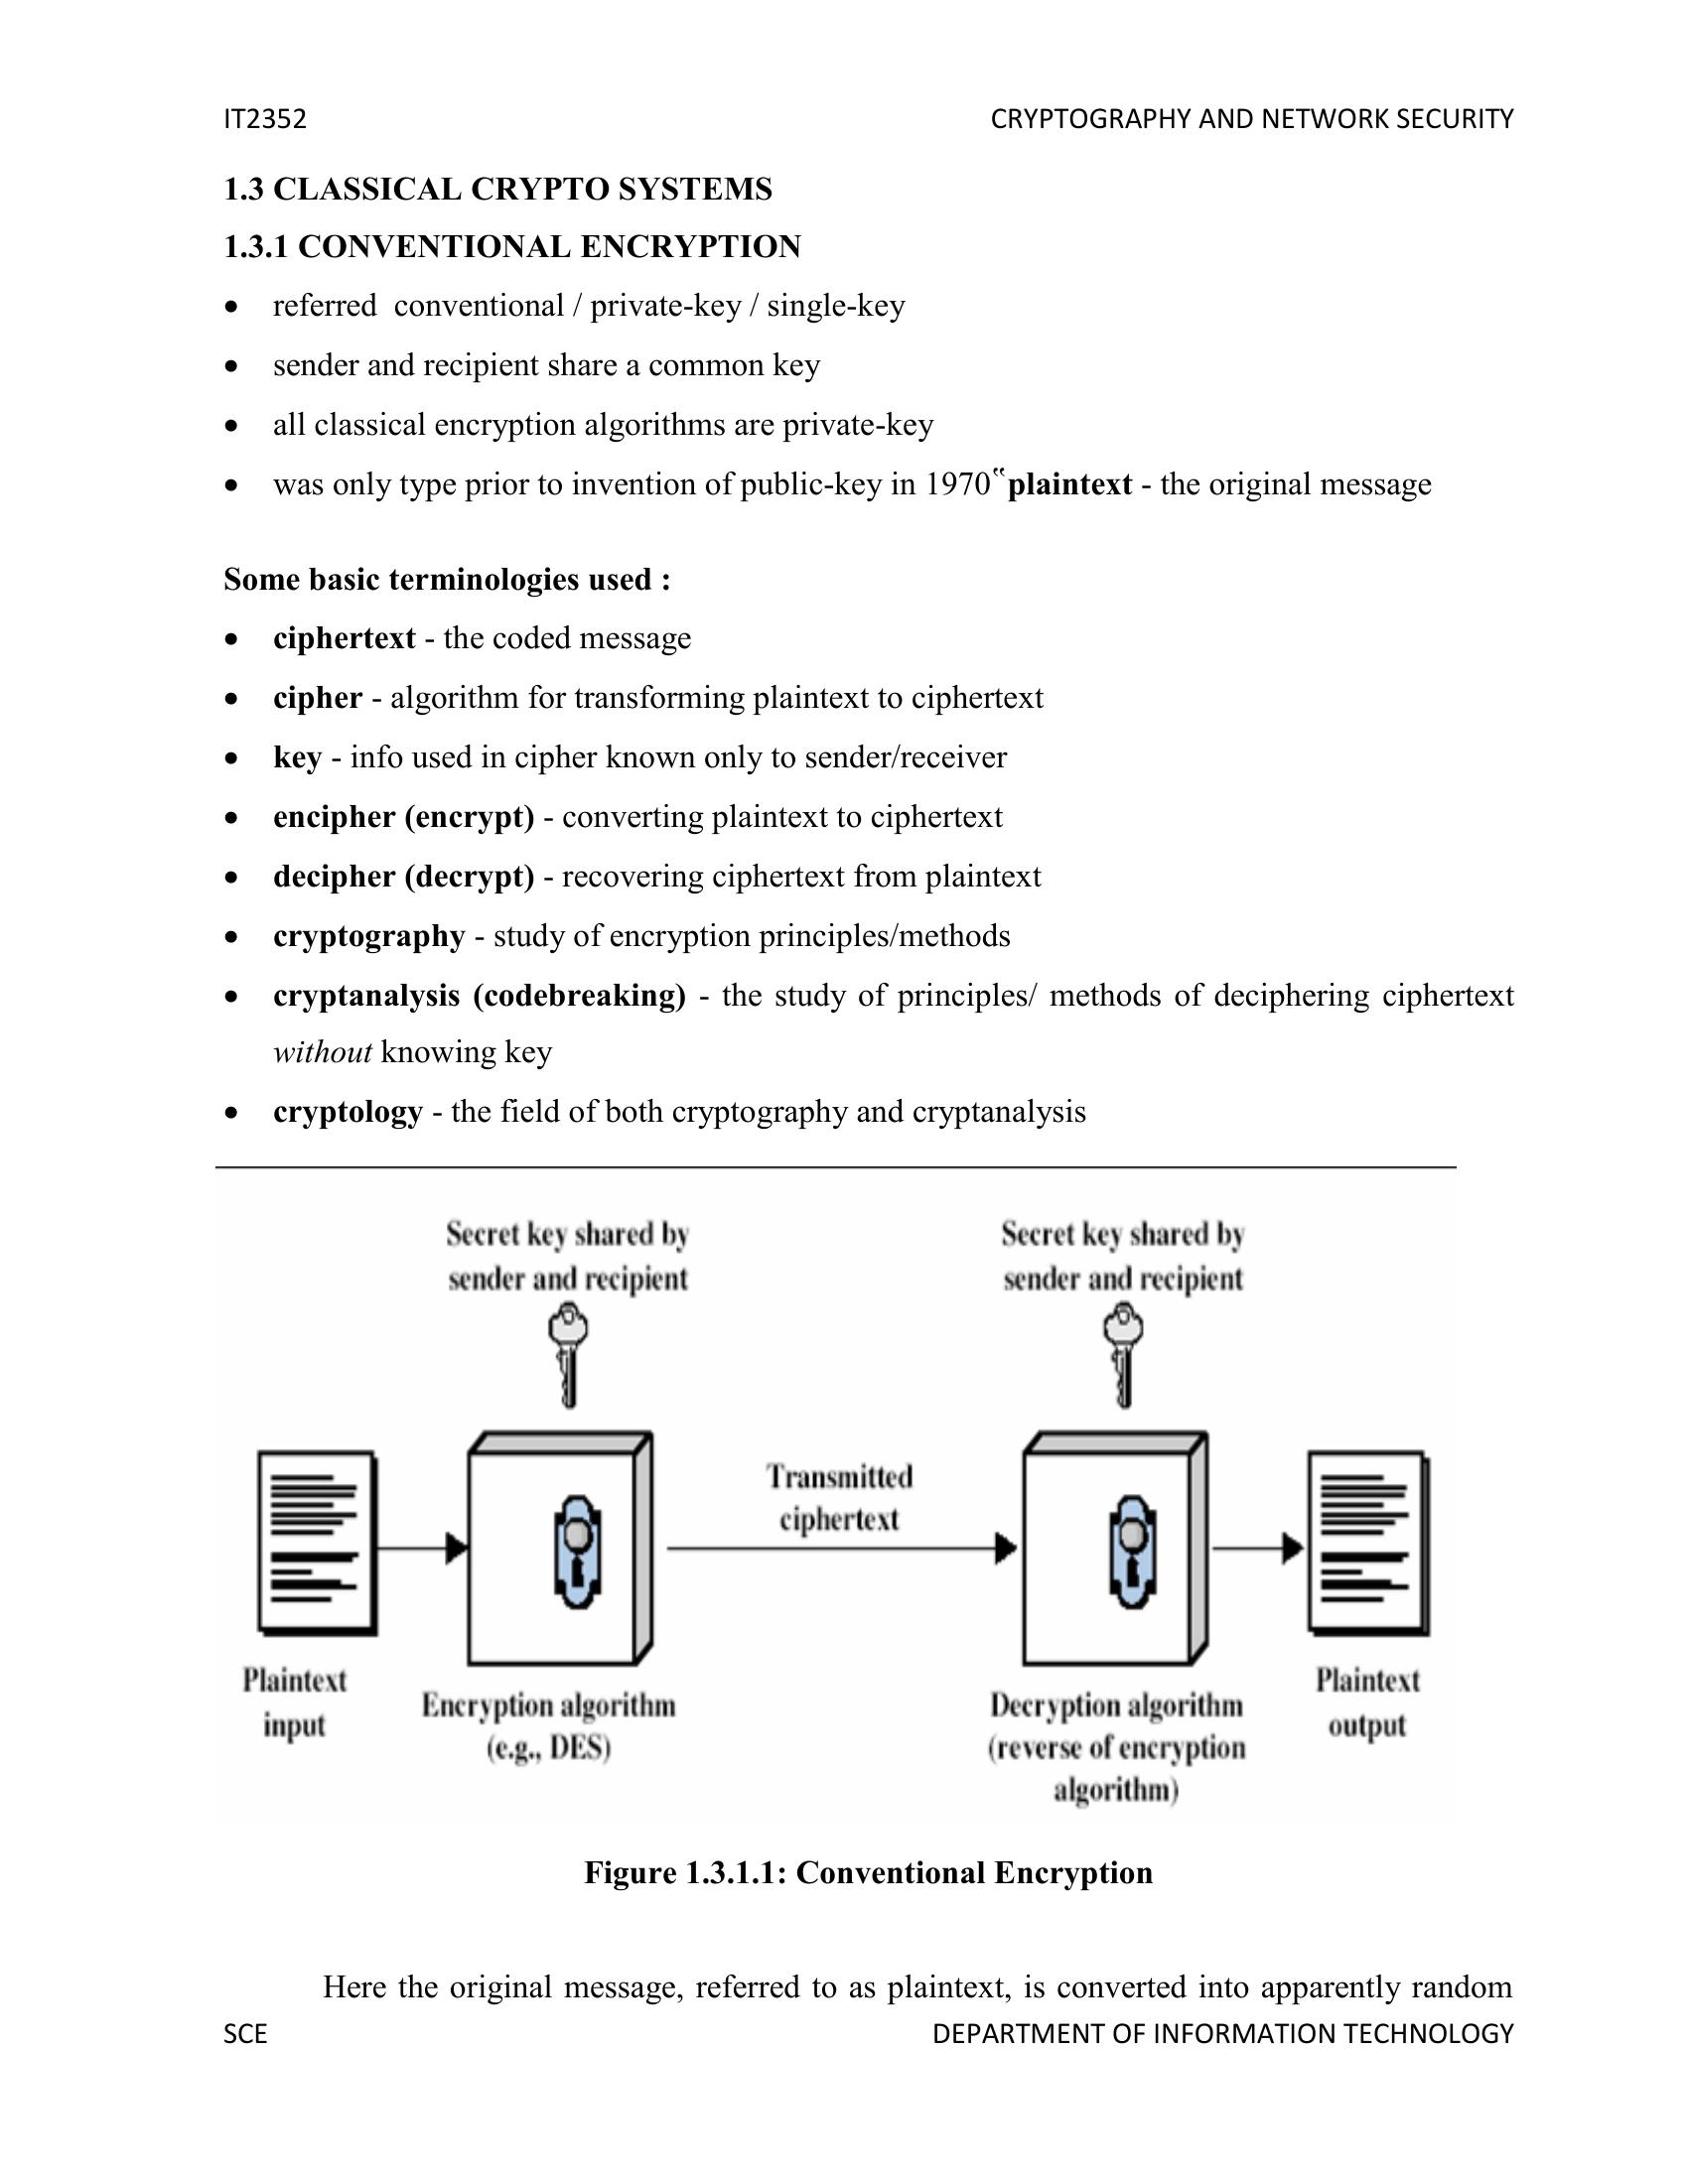 IT2352 CRYPTOGRAPHY AND NETWORK SECURITY
1.3 CLASSICAL CRYPTO SYSTEMS
1.3.1 CONVENTIONAL ENCRYPTION
• referred  conventional / private-key / single-key
• sender and recipient share a common key
• all classical encryption algorithms are private-key
• was only type prior to invention of public-key in 1970‟plaintext - the original message
Some basic terminologies used :
• ciphertext - the coded message
• cipher - algorithm for transforming plaintext to ciphertext
• key - info used in cipher known only to sender/receiver
• encipher (encrypt) - converting plaintext to ciphertext
• decipher (decrypt) - recovering ciphertext from plaintext
• cryptography - study of encryption principles/methods
• cryptanalysis (codebreaking) - the study of principles/ methods of deciphering ciphertext
without knowing key
• cryptology - the field of both cryptography and cryptanalysis
Secret key shared by
sender and recipient
Secret key shared by
sender and recipient
Transmitted
ciphertext
Plaintext
input
Encryption algorithm
(e.g., DES)
Decryption algorithm
(reverse of encryption
algorithm)
Plaintext
output
Figure 1.3.1.1: Conventional Encryption
Here the original message, referred to as plaintext, is converted into apparently random
SCE DEPARTMENT OF INFORMATION TECHNOLOGY